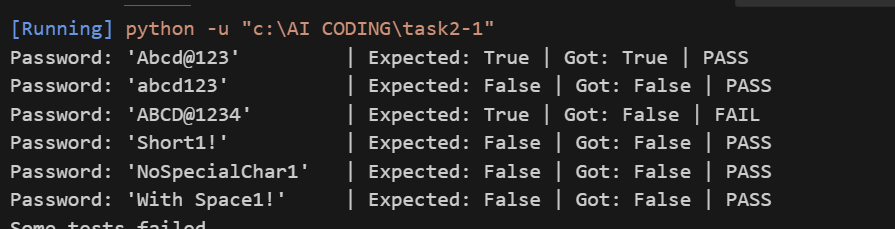 [Running] python -u "c:\AI CODING\task2-1"
Password: 'Abcd@123'         | Expected: True | Got: True | PASS
Password: 'abcd123'          | Expected: False | Got: False | PASS
Password: 'ABCD@1234'        | Expected: True | Got: False | FAIL
Password: 'Short1!'          | Expected: False | Got: False | PASS
Password: 'NoSpecialChar1'   | Expected: False | Got: False | PASS
Password: 'With Space1!'     | Expected: False | Got: False | PASS
Some tests failed